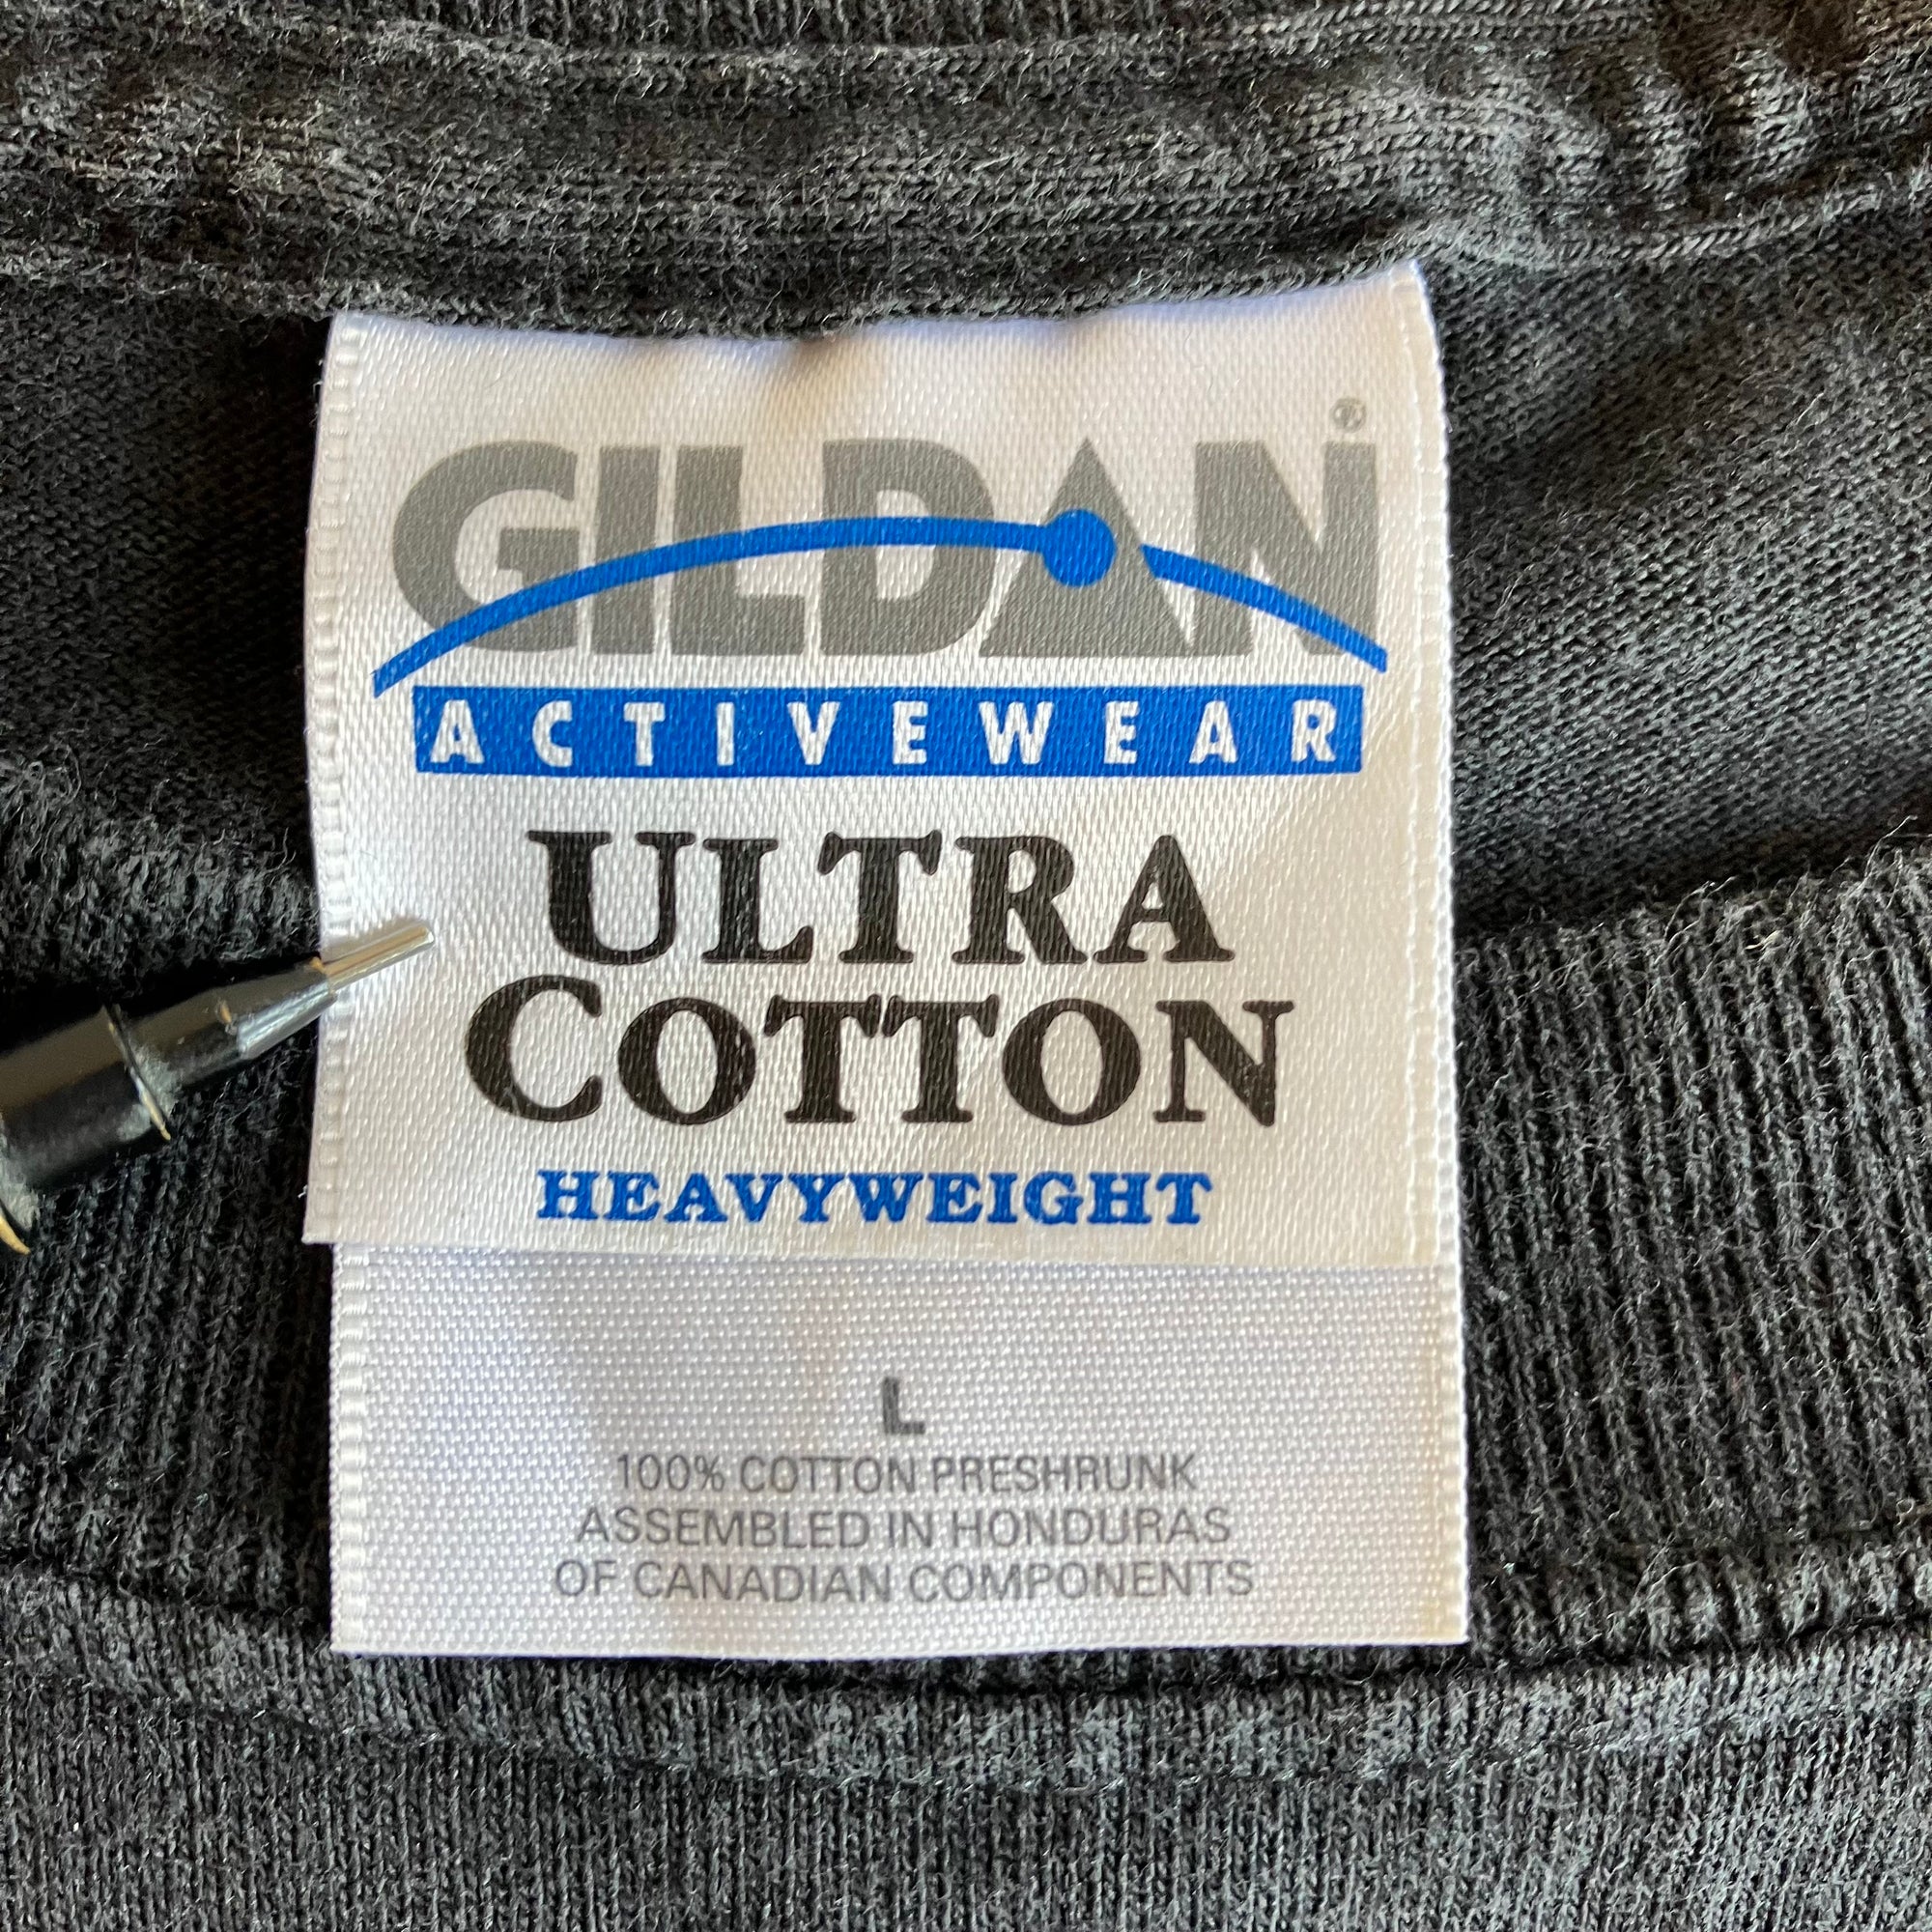 GILDAN®
ACTIVEWEAR
ULTRA
COTTON
HEAVYWEIGHT
L
100% COTTON PRESHRUNK
ASSEMBLED IN HONDURAS
OF CANADIAN COMPONENTS